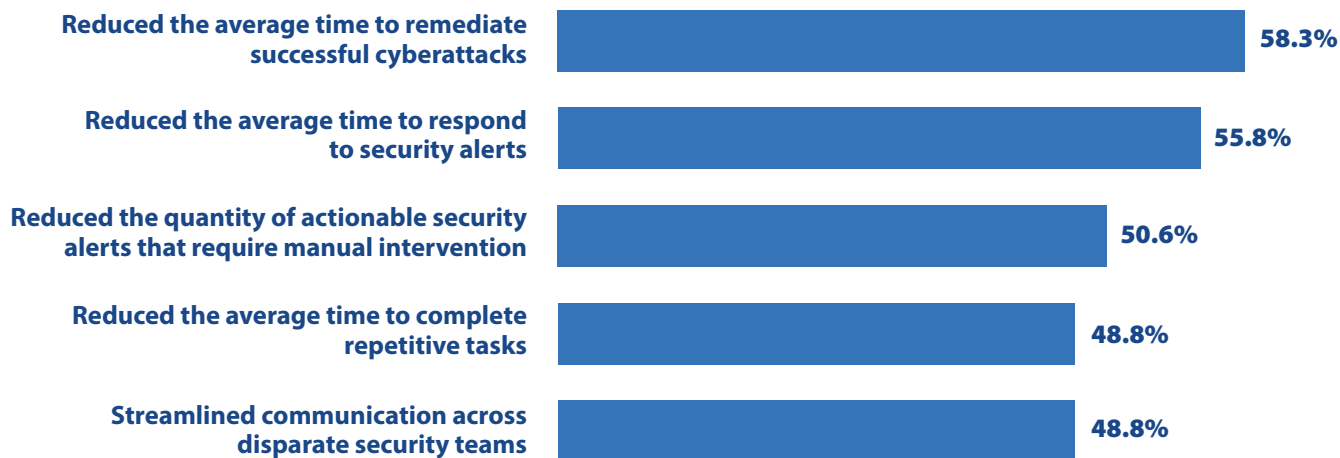 Reduced the average time to remediate
successful cyberattacks
58.3%
Reduced the average time to respond
to security alerts
55.8%
Reduced the quantity of actionable security
alerts that require manual intervention
50.6%
Reduced the average time to complete
repetitive tasks
48.8%
Streamlined communication across
disparate security teams
48.8%